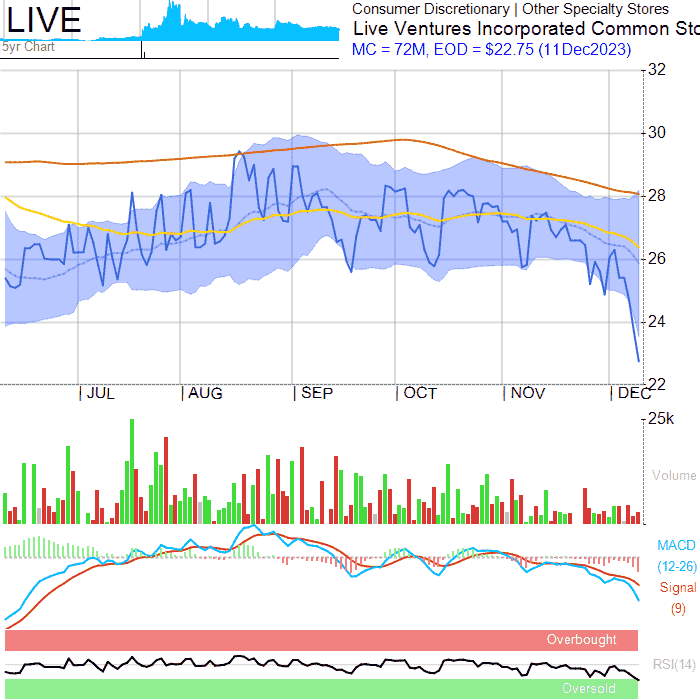 LIVE
5yr Chart
Consumer Discretionary | Other Specialty Stores
Live Ventures Incorporated Common Sto
MC = 72M, EOD = $22.75 (11Dec2023)
32
30
28
26
24
22
JUL
AUG
SEP
OCT
NOV
DEC
25k
Volume
MACD
(12-26)
Signal
(9)
Overbought
RSI(14)
Oversold